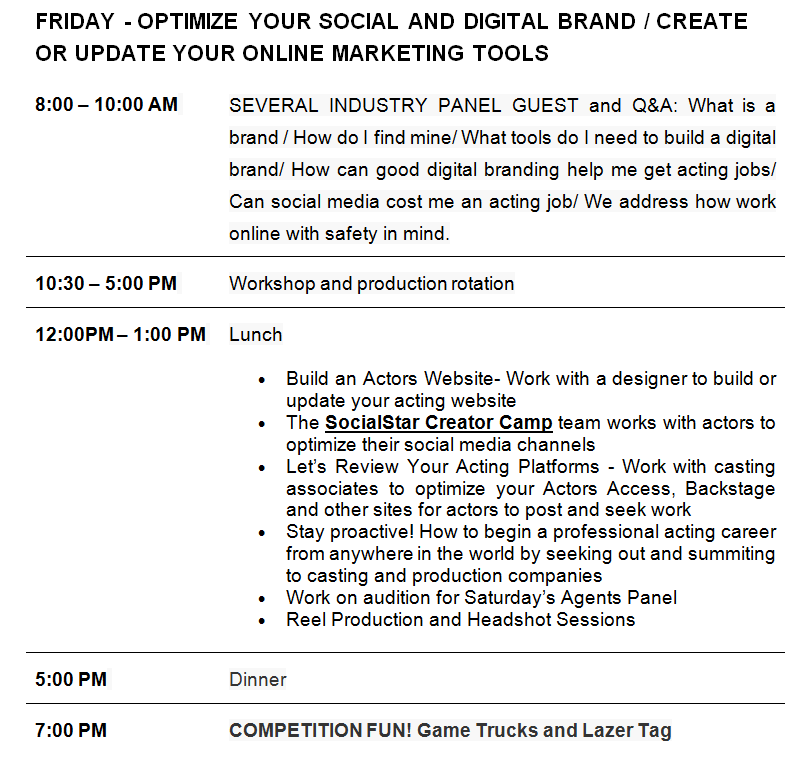 FRIDAY - OPTIMIZE YOUR SOCIAL AND DIGITAL BRAND / CREATE
OR UPDATE YOUR ONLINE MARKETING TOOLS
8:00 – 10:00 AM SEVERAL INDUSTRY PANEL GUEST and Q&A: What is a
brand / How do I find mine/ What tools do I need to build a digital
brand/ How can good digital branding help me get acting jobs/
Can social media cost me an acting job/ We address how work
online with safety in mind.
10:30 – 5:00 PM Workshop and production rotation
12:00PM – 1:00 PM Lunch
• Build an Actors Website- Work with a designer to build or
update your acting website
• The SocialStar Creator Camp team works with actors to
optimize their social media channels
• Let’s Review Your Acting Platforms - Work with casting
associates to optimize your Actors Access, Backstage
and other sites for actors to post and seek work
• Stay proactive! How to begin a professional acting career
from anywhere in the world by seeking out and summiting
to casting and production companies
• Work on audition for Saturday’s Agents Panel
• Reel Production and Headshot Sessions
5:00 PM Dinner
7:00 PM COMPETITION FUN! Game Trucks and Lazer Tag